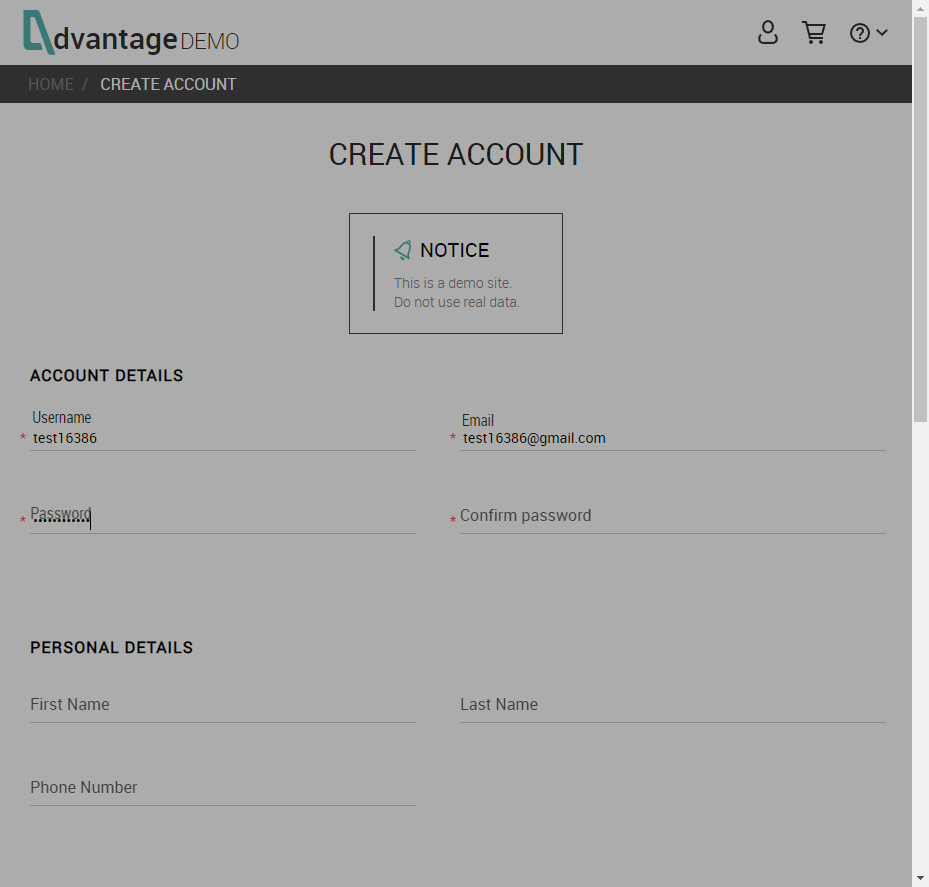 dvantage DEMO
HOME / CREATE ACCOUNT
CREATE ACCOUNT
NOTICE
This is a demo site.
Do not use real data.
ACCOUNT DETAILS
Username
* test16386
Email
* test16386@gmail.com
* Password
••••••••••••
* Confirm password
PERSONAL DETAILS
First Name
Last Name
Phone Number